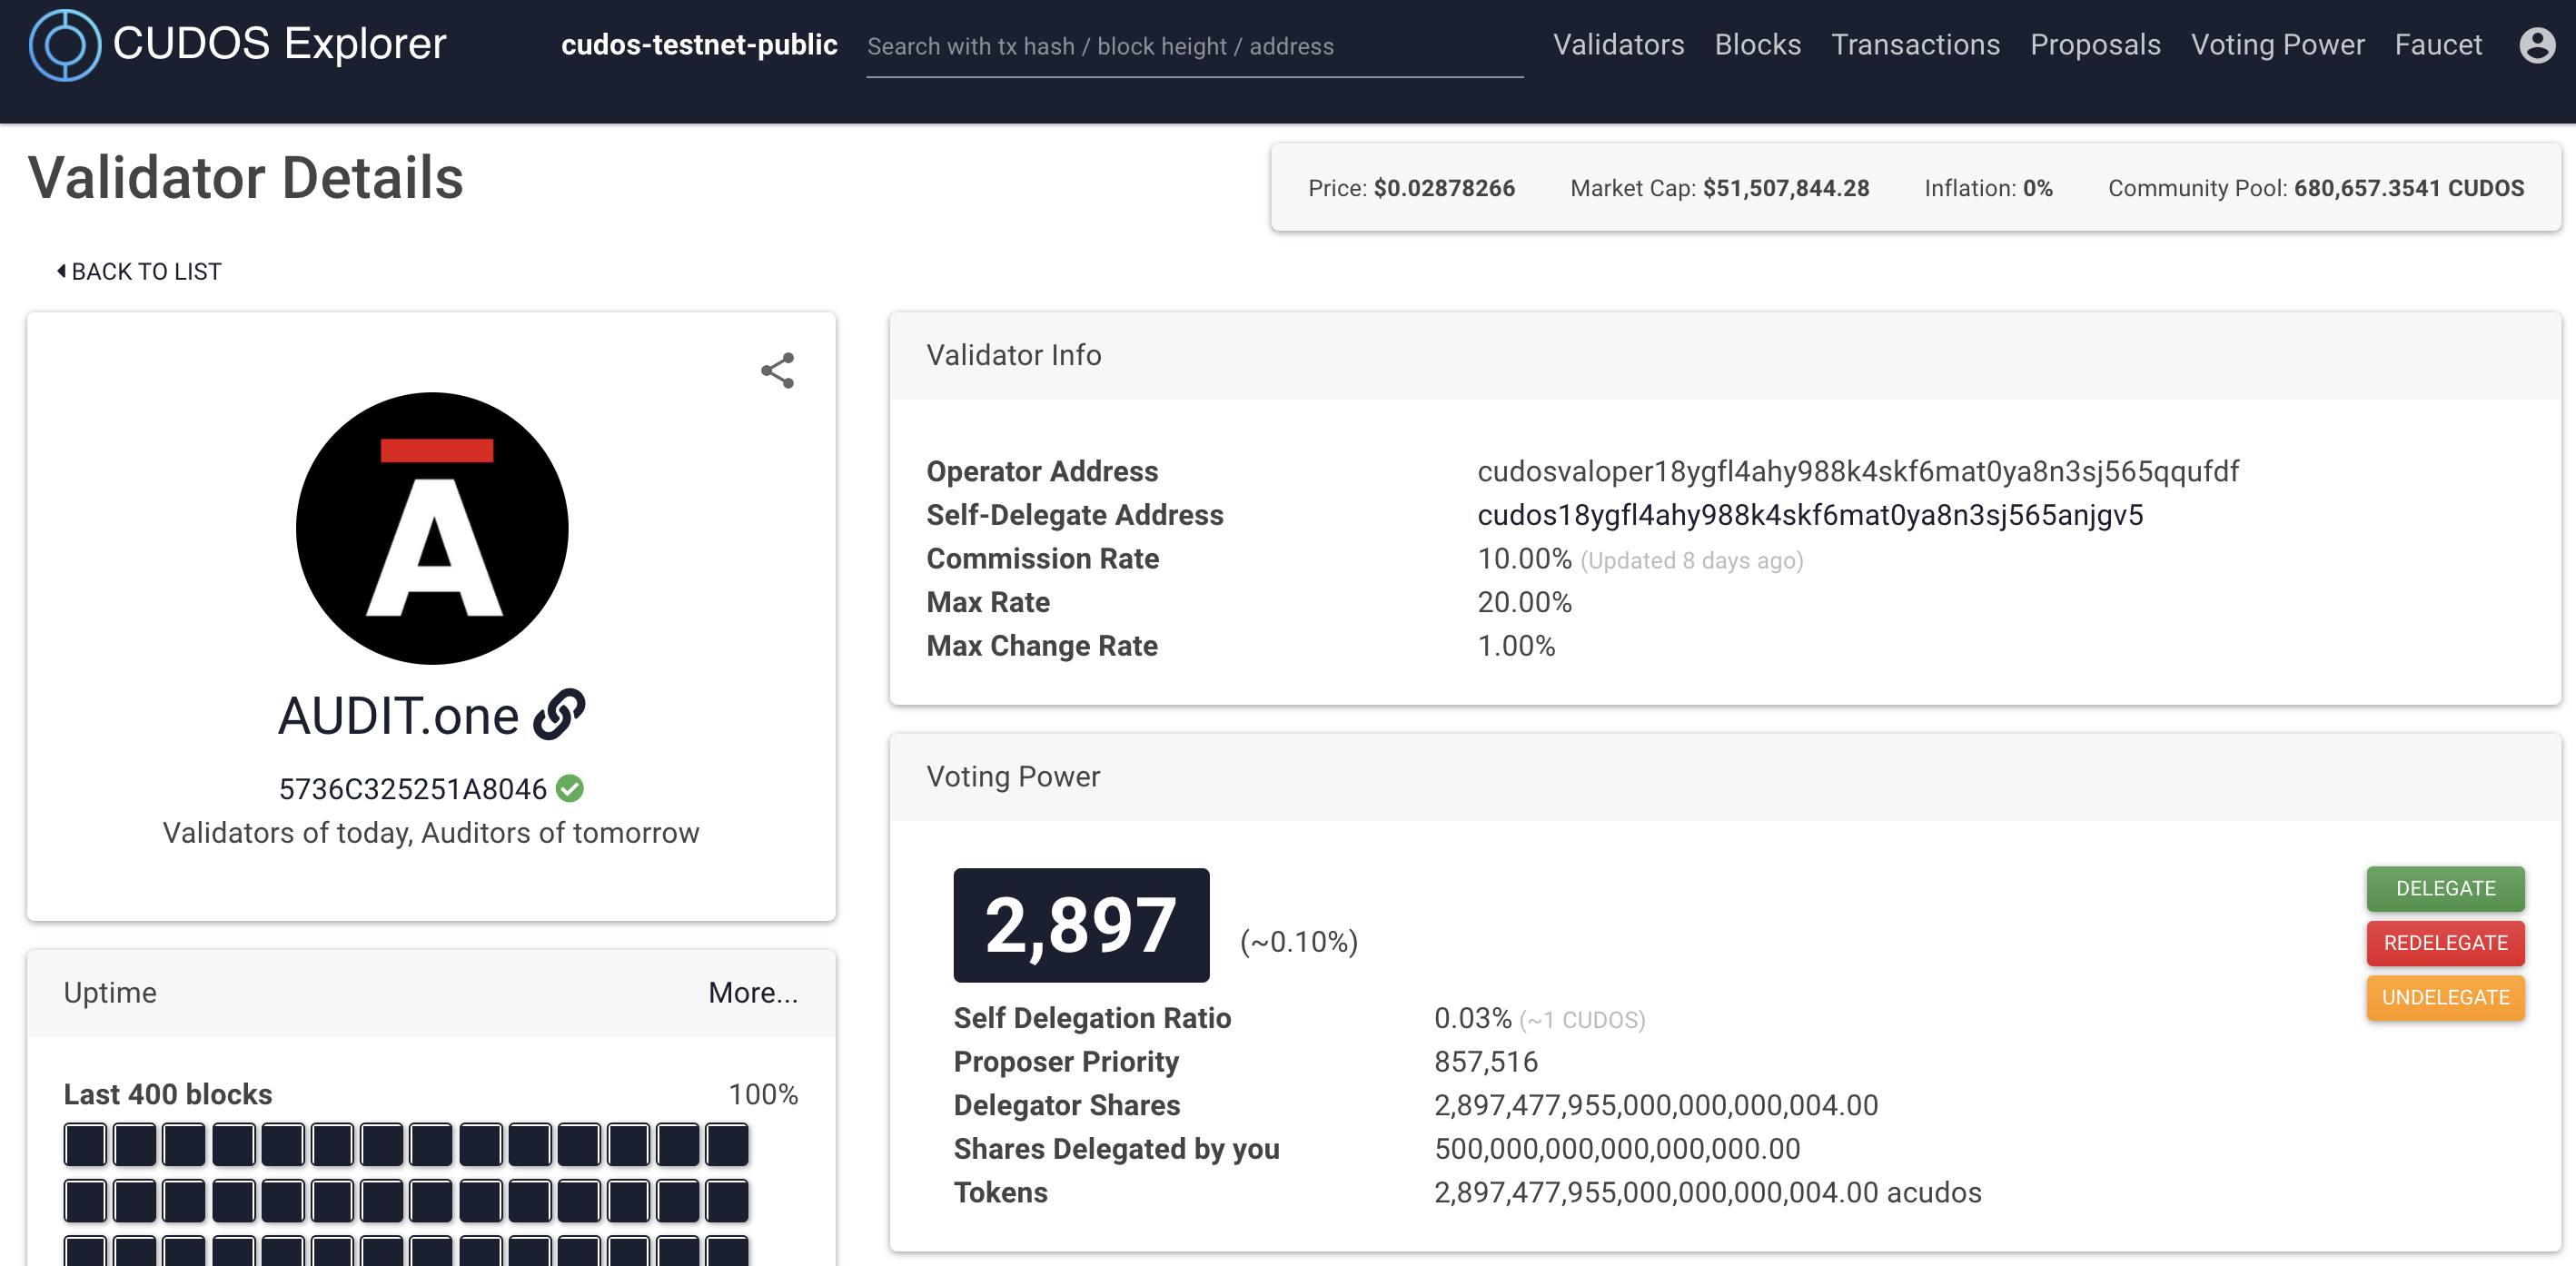 CUDOS Explorer
cudos-testnet-public
Search with tx hash / block height / address
Validators Blocks Transactions Proposals Voting Power Faucet
Validator Details
Price: $0.02878266 Market Cap: $51,507,844.28 Inflation: 0% Community Pool: 680,657.3541 CUDOS
BACK TO LIST
A
AUDIT.one
5736C325251A8046
Validators of today, Auditors of tomorrow
Uptime More...
Last 400 blocks 100%
Validator Info
Operator Address cudosvaloper18ygfl4ahy988k4skf6mat0ya8n3sj565qqufdf
Self-Delegate Address cudos18ygfl4ahy988k4skf6mat0ya8n3sj565anjgv5
Commission Rate 10.00% (Updated 8 days ago)
Max Rate 20.00%
Max Change Rate 1.00%
Voting Power
2,897 (~0.10%)
DELEGATE
REDELEGATE
UNDELEGATE
Self Delegation Ratio 0.03% (~1 CUDOS)
Proposer Priority 857,516
Delegator Shares 2,897,477,955,000,000,000,004.00
Shares Delegated by you 500,000,000,000,000,000.00
Tokens 2,897,477,955,000,000,000,004.00 acudos